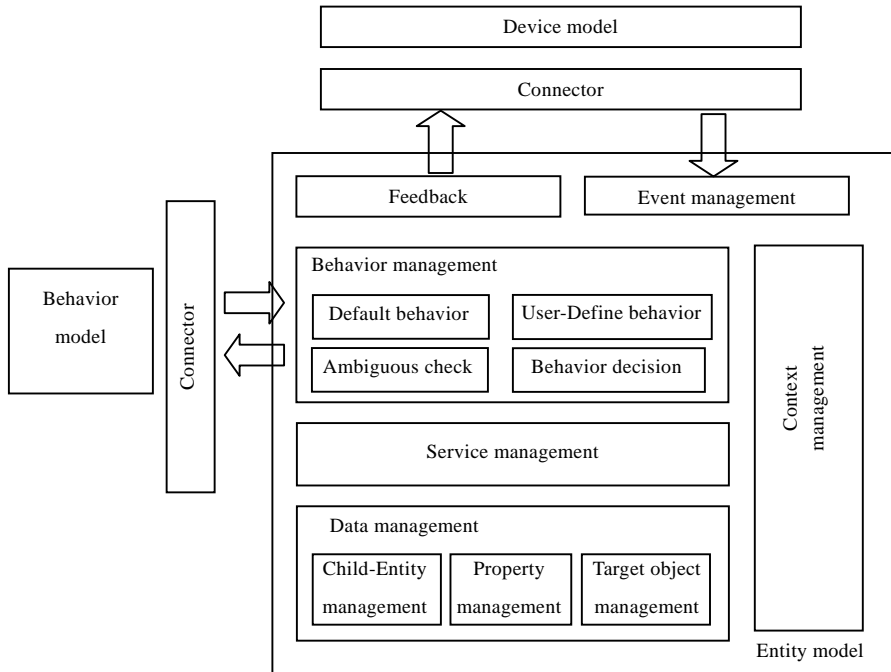 Device model
Connector
Feedback
Event management
Behavior
model
Connector
Behavior management
Default behavior
User-Define behavior
Ambiguous check
Behavior decision
Context
management
Service management
Data management
Child-Entity
management
Property
management
Target object
management
Entity model